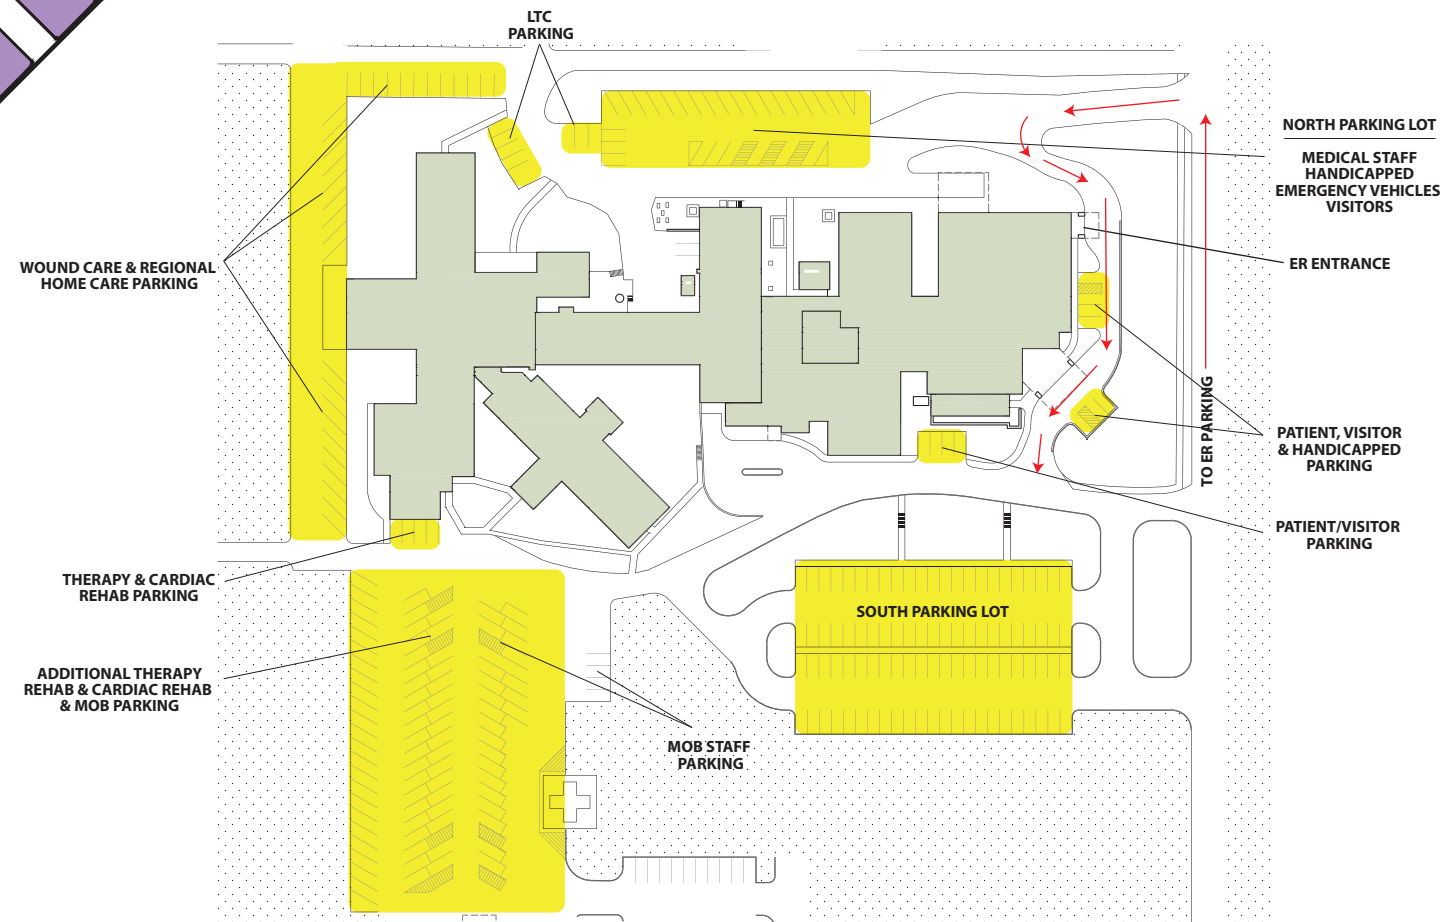 LTC
PARKING
NORTH PARKING LOT
MEDICAL STAFF
HANDICAPPED
EMERGENCY VEHICLES
VISITORS
WOUND CARE & REGIONAL
HOME CARE PARKING
ER ENTRANCE
TO ER PARKING
PATIENT, VISITOR
& HANDICAPPED
PARKING
PATIENT/VISITOR
PARKING
THERAPY & CARDIAC
REHAB PARKING
SOUTH PARKING LOT
ADDITIONAL THERAPY
REHAB & CARDIAC REHAB
& MOB PARKING
MOB STAFF
PARKING